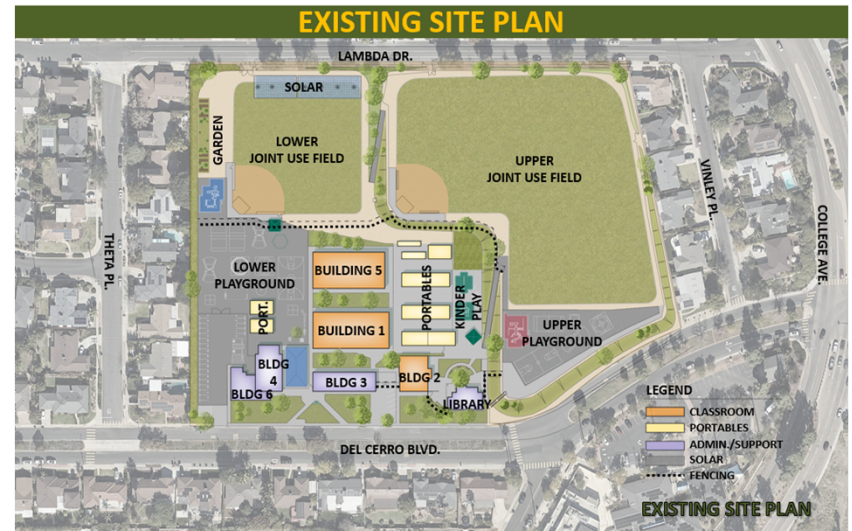 EXISTING SITE PLAN
LAMBDA DR.
SOLAR
GARDEN
LOWER
JOINT USE FIELD
UPPER
JOINT USE FIELD
VINLEY PL.
COLLEGE AVE.
THETA PL.
LOWER
PLAYGROUND
BUILDING 5
PORTABLES
KINDER
PLAY
PORT.
BUILDING 1
UPPER
PLAYGROUND
BLDG
4
BLDG 6
BLDG 3
BLDG 2
LIBRARY
DEL CERRO BLVD.
LEGEND
CLASSROOM
PORTABLES
ADMIN./SUPPORT
SOLAR
FENCING
EXISTING SITE PLAN